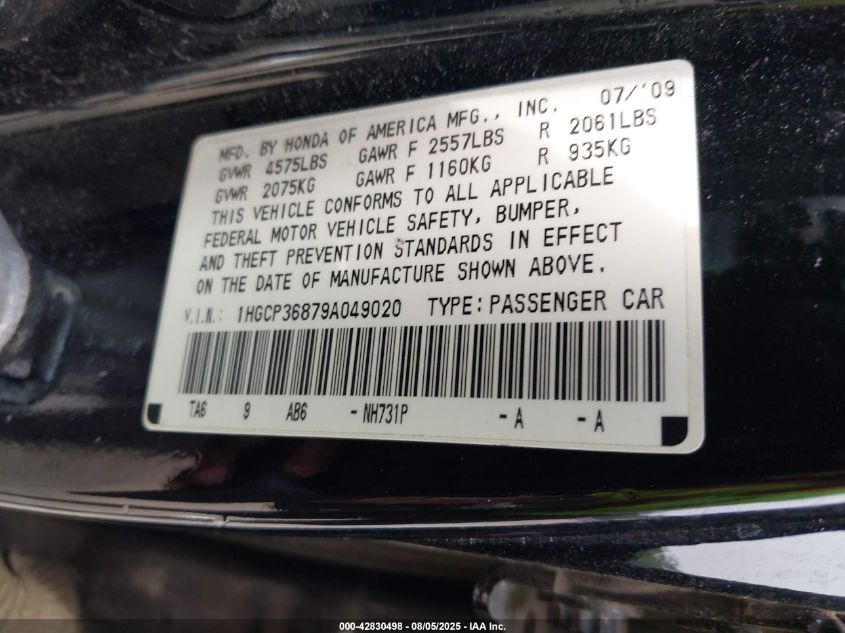 MFD. BY HONDA OF AMERICA MFG., INC. 07/'09
GVWR 4575LBS GAWR F 2557LBS R 2061LBS
GVWR 2075KG GAWR F 1160KG R 935KG
THIS VEHICLE CONFORMS TO ALL APPLICABLE
FEDERAL MOTOR VEHICLE SAFETY, BUMPER,
AND THEFT PREVENTION STANDARDS IN EFFECT
ON THE DATE OF MANUFACTURE SHOWN ABOVE.
V.I.N.: 1HGCP36879A049020 TYPE: PASSENGER CAR
TA6 9 AB6 - NH731P - A - A
000-42830498 - 08/05/2025 - IAA Inc.